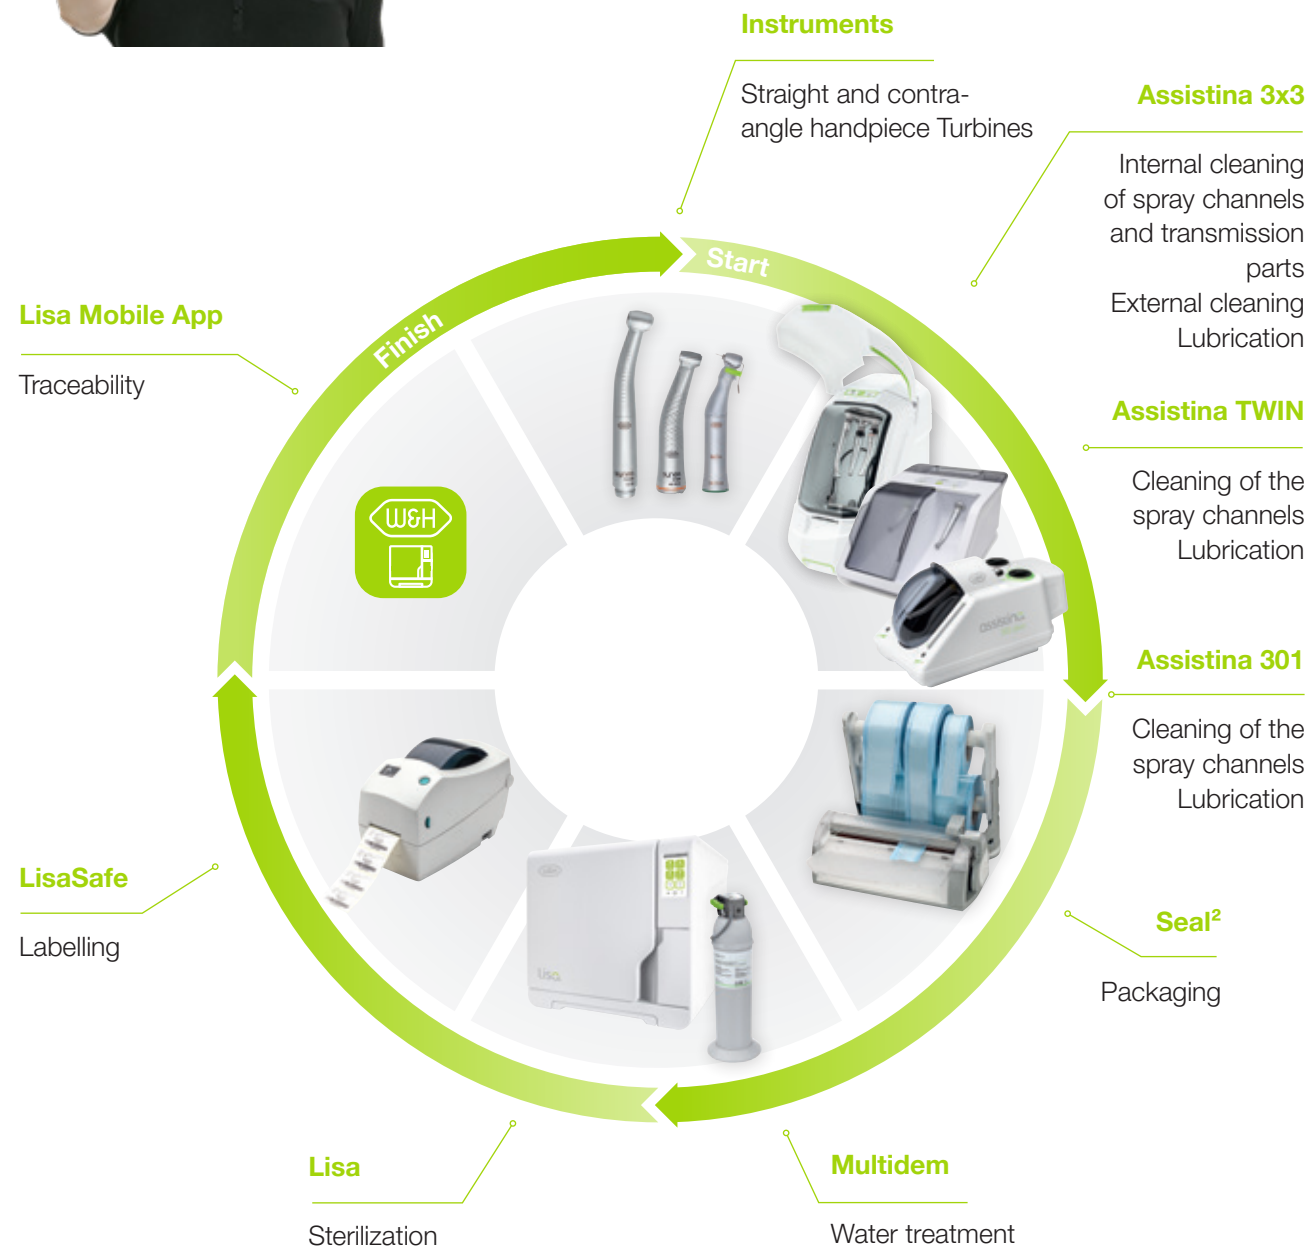 Instruments
Straight and contra-
angle handpiece Turbines
Assistina 3x3
Internal cleaning
of spray channels
and transmission
parts
External cleaning
Lubrication
Start
Finish
Lisa Mobile App
Traceability
Assistina TWIN
Cleaning of the
spray channels
Lubrication
W&H
assistina
Assistina 301
Cleaning of the
spray channels
Lubrication
LisaSafe
Labelling
Lisa
Seal²
Packaging
Lisa
Sterilization
Multidem
Water treatment